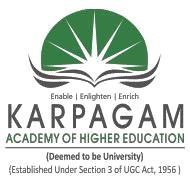 Enable | Enlighten | Enrich
KARPAGAM
ACADEMY OF HIGHER EDUCATION
(Deemed to be University)
(Established Under Section 3 of UGC Act, 1956 )